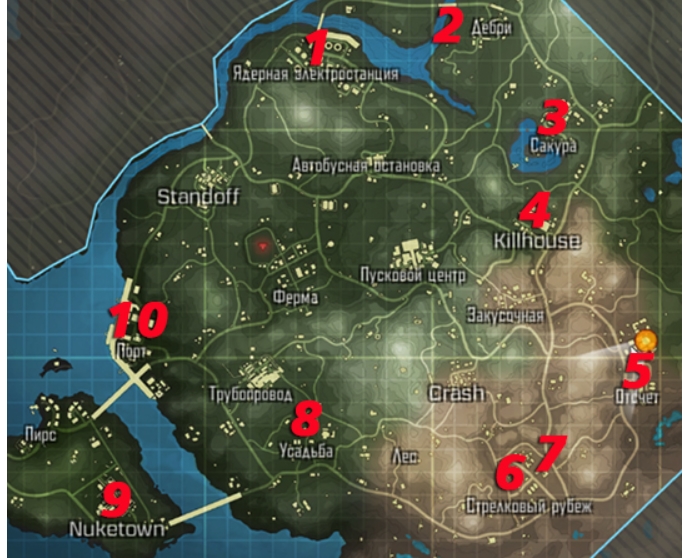 2
Дебри
1
Ядерная электростанция
3
Сакура
Автобусная остановка
Standoff
4
Killhouse
Пусковой центр
Ферма
Закусочная
10
Порт
5
Отсчет
Трубопровод
Crash
8
Усадьба
Пирс
Лес
7
6
Стрелковый рубеж
9
Nuketown